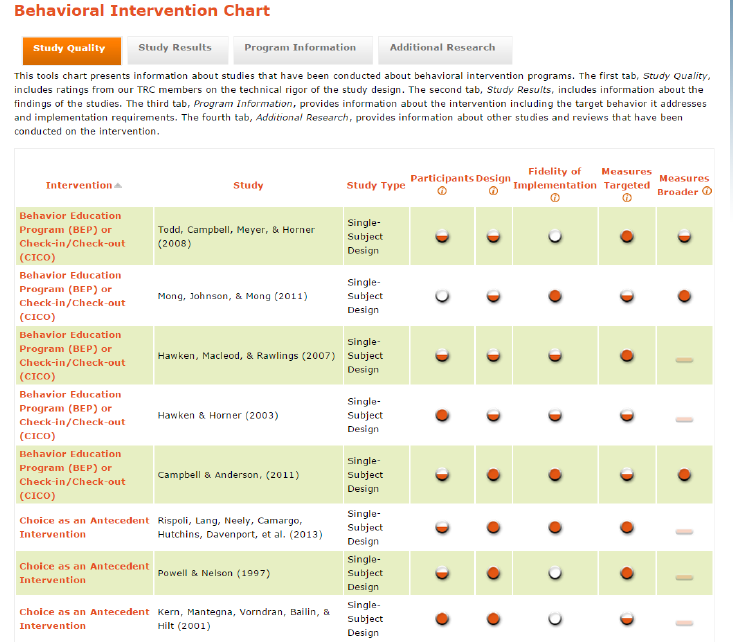 Behavioral Intervention Chart
Study Quality
Study Results
Program Information
Additional Research
This tools chart presents information about studies that have been conducted about behavioral intervention programs. The first tab, Study Quality,
includes ratings from our TRC members on the technical rigor of the study design. The second tab, Study Results, includes information about the
findings of the studies. The third tab, Program Information, provides information about the intervention including the target behavior it addresses
and implementation requirements. The fourth tab, Additional Research, provides information about other studies and reviews that have been
conducted on the intervention.
Intervention
Study
Study Type
Participants
Design
Fidelity of
Implementation
Measures
Targeted
Measures
Broader
Behavior Education
Program (BEP) or
Check-in/Check-out
(CICO)
Todd, Campbell, Meyer, & Horner
(2008)
Single-
Subject
Design
Behavior Education
Program (BEP) or
Check-in/Check-out
(CICO)
Mong, Johnson, & Mong (2011)
Single-
Subject
Design
Behavior Education
Program (BEP) or
Check-in/Check-out
(CICO)
Hawken, Macleod, & Rawlings (2007)
Single-
Subject
Design
Behavior Education
Program (BEP) or
Check-in/Check-out
(CICO)
Hawken & Horner (2003)
Single-
Subject
Design
Behavior Education
Program (BEP) or
Check-in/Check-out
(CICO)
Campbell & Anderson, (2011)
Single-
Subject
Design
Choice as an Antecedent
Intervention
Rispoli, Lang, Neely, Camargo,
Hutchins, Davenport, et al. (2013)
Single-
Subject
Design
Choice as an Antecedent
Intervention
Powell & Nelson (1997)
Single-
Subject
Design
Choice as an Antecedent
Intervention
Kern, Mantegna, Vorndran, Bailin, &
Hilt (2001)
Single-
Subject
Design